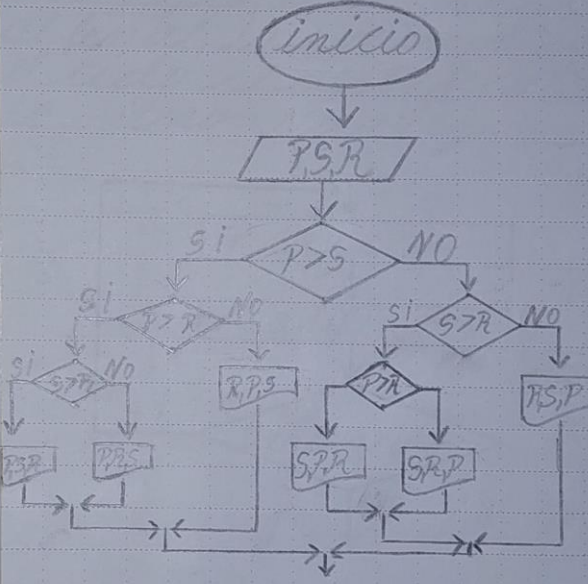 inicio
P,S,R
P>S
si
NO
P>R
si
NO
S>R
si
NO
S>R
si
NO
R,P,S
P>R
R,S,P
P,S,R
P,R,S
S,P,R
S,R,P